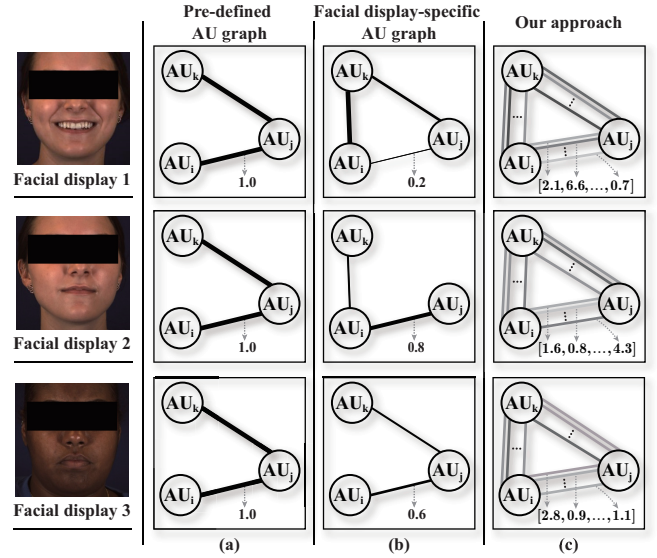 Pre-defined
AU graph
Facial display-specific
AU graph
Our approach
AUk
AUj
AUi
1.0
AUk
AUj
AUi
0.2
AUk
AUj
AUi
...
...
...
[2.1, 6.6, ..., 0.7]
Facial display 1
AUk
AUj
AUi
1.0
AUk
AUj
AUi
0.8
AUk
AUj
AUi
...
...
...
[1.6, 0.8, ..., 4.3]
Facial display 2
AUk
AUj
AUi
1.0
AUk
AUj
AUi
0.6
AUk
AUj
AUi
...
...
...
[2.8, 0.9, ..., 1.1]
Facial display 3
(a)
(b)
(c)